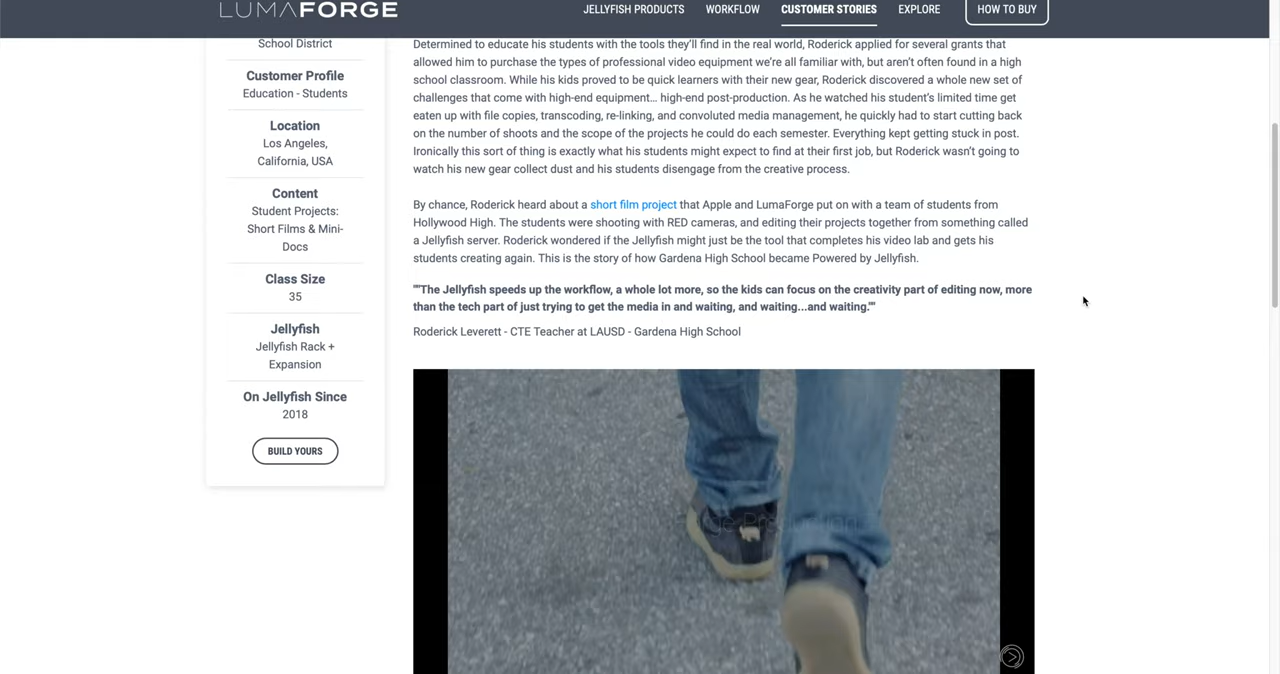 LUMAFORGE
JELLYFISH PRODUCTS
WORKFLOW
CUSTOMER STORIES
EXPLORE
HOW TO BUY
School District
Customer Profile
Education - Students
Location
Los Angeles,
California, USA
Content
Student Projects:
Short Films & Mini-
Docs
Class Size
35
Jellyfish
Jellyfish Rack +
Expansion
On Jellyfish Since
2018
BUILD YOURS
Determined to educate his students with the tools they'll find in the real world, Roderick applied for several grants that
allowed him to purchase the types of professional video equipment we're all familiar with, but aren't often found in a high
school classroom. While his kids proved to be quick learners with their new gear, Roderick discovered a whole new set of
challenges that come with high-end equipment... high-end post-production. As he watched his student's limited time get
eaten up with file copies, transcoding, re-linking, and convoluted media management, he quickly had to start cutting back
on the number of shoots and the scope of the projects he could do each semester. Everything kept getting stuck in post.
Ironically this sort of thing is exactly what his students might expect to find at their first job, but Roderick wasn't going to
watch his new gear collect dust and his students disengage from the creative process.
By chance, Roderick heard about a short film project that Apple and LumaForge put on with a team of students from
Hollywood High. The students were shooting with RED cameras, and editing their projects together from something called
a Jellyfish server. Roderick wondered if the Jellyfish might just be the tool that completes his video lab and gets his
students creating again. This is the story of how Gardena High School became Powered by Jellyfish.
""The Jellyfish speeds up the workflow, a whole lot more, so the kids can focus on the creativity part of editing now, more
than the tech part of just trying to get the media in and waiting, and waiting...and waiting.""
Roderick Leverett - CTE Teacher at LAUSD - Gardena High School